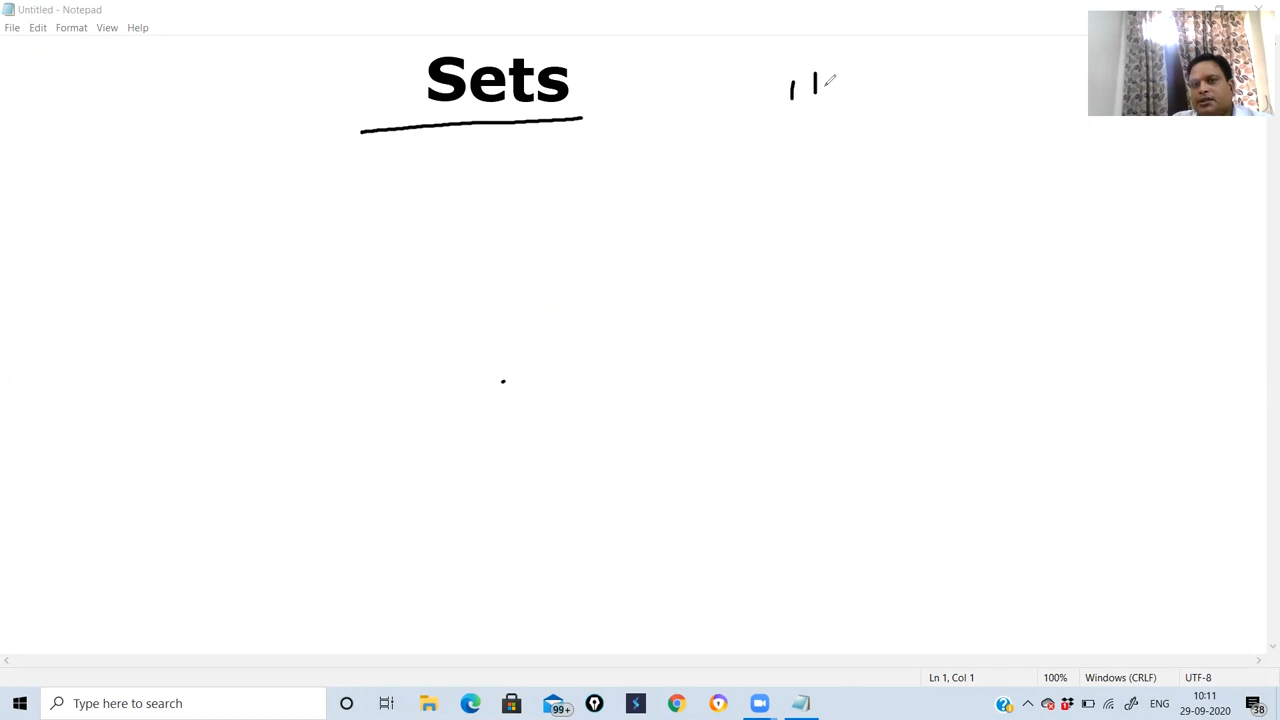 Untitled - Notepad
File Edit Format View Help
Sets
11
Ln 1, Col 1 100% Windows (CRLF) UTF-8
Type here to search 99+ ENG 10:11
29-09-2020 38